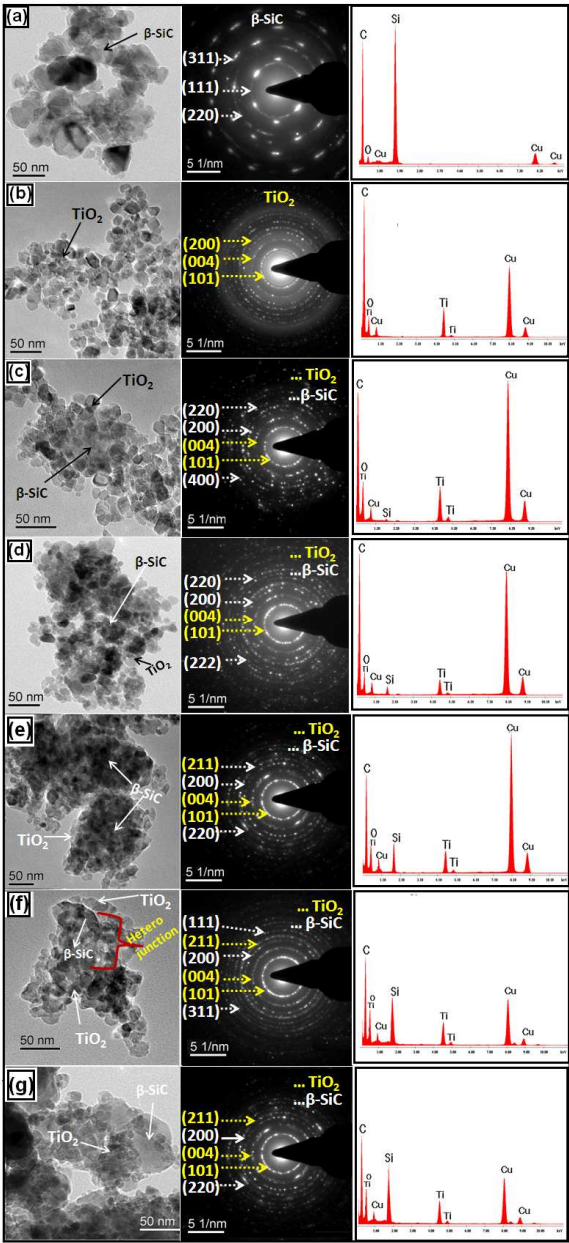 (a)
β-SiC
50 nm
β-SiC
(311)
(111)
(220)
5 1/nm
C
Si
O
Cu
Cu
Cu
(b)
TiO2
50 nm
TiO2
(200)
(004)
(101)
5 1/nm
C
O
Ti
Cu
Ti
Ti
Cu
Cu
(c)
TiO2
β-SiC
50 nm
... TiO2
...β-SiC
(220)
(200)
(004)
(101)
(400)
5 1/nm
C
O
Ti
Cu
Si
Ti
Ti
Cu
Cu
(d)
β-SiC
TiO2
50 nm
... TiO2
...β-SiC
(220)
(200)
(004)
(101)
(222)
5 1/nm
C
O
Ti
Cu
Si
Ti
Ti
Cu
Cu
(e)
β-SiC
TiO2
50 nm
... TiO2
... β-SiC
(211)
(200)
(004)
(101)
(220)
5 1/nm
C
O
Ti
Cu
Si
Ti
Ti
Cu
Cu
(f)
TiO2
β-SiC
Hetero
junction
TiO2
50 nm
... TiO2
... β-SiC
(111)
(211)
(200)
(004)
(101)
(311)
5 1/nm
C
O
Ti
Cu
Si
Ti
Ti
Cu
Cu
(g)
β-SiC
TiO2
50 nm
... TiO2
...β-SiC
(211)
(200)
(004)
(101)
(220)
5 1/nm
C
O
Ti
Cu
Si
Ti
Ti
Cu
Cu